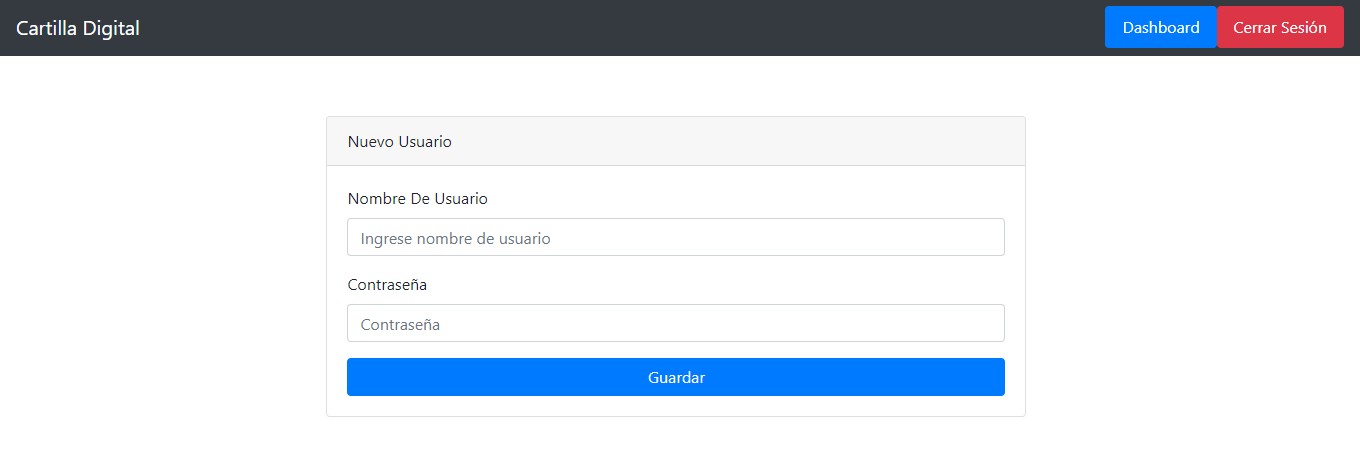 Cartilla Digital
Dashboard
Cerrar Sesión
Nuevo Usuario
Nombre De Usuario
Ingrese nombre de usuario
Contraseña
Contraseña
Guardar